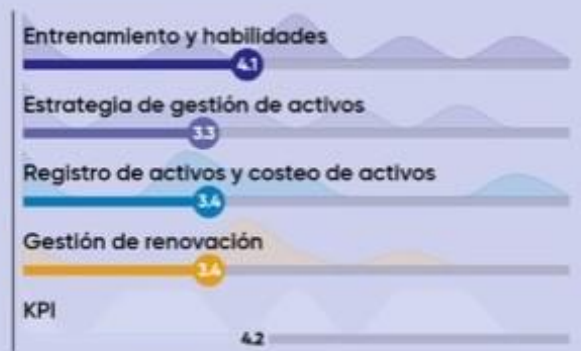 Entrenamiento y habilidades
4.1
Estrategia de gestión de activos
3.3
Registro de activos y costeo de activos
3.4
Gestión de renovación
3.4
KPI
4.2